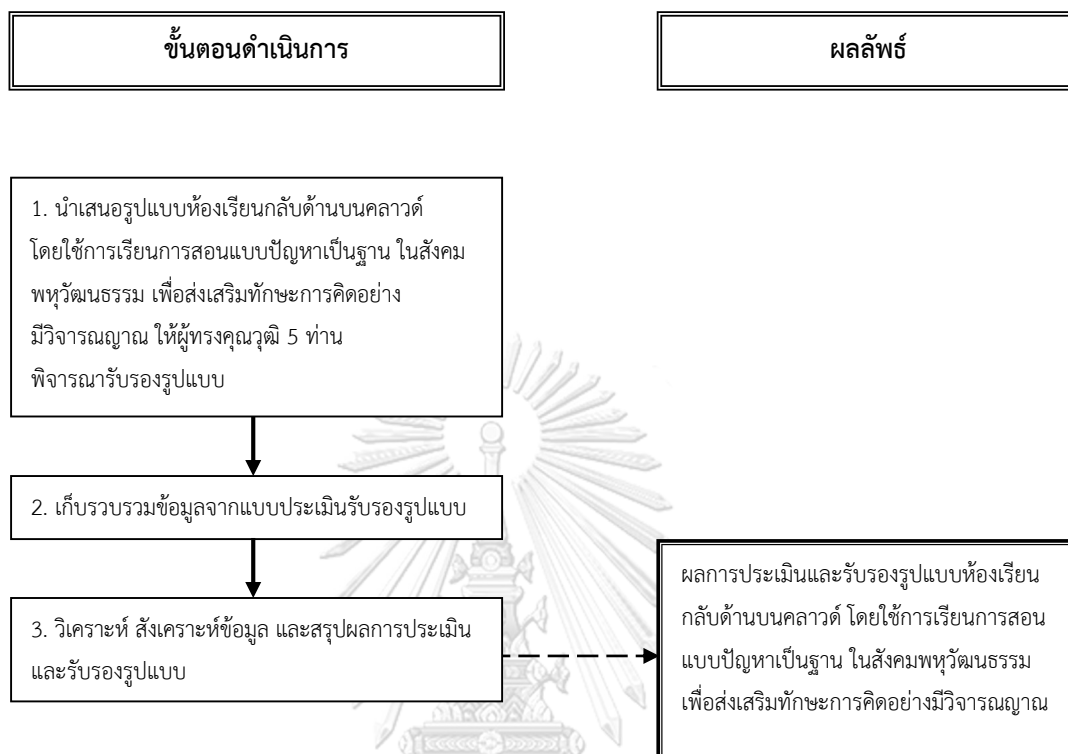 ขั้นตอนดำเนินการ
ผลลัพธ์
1. นำเสนอรูปแบบห้องเรียนกลับด้านบนคลาวด์
โดยใช้การเรียนการสอนแบบปัญหาเป็นฐาน ในสังคม
พหุวัฒนธรรม เพื่อส่งเสริมทักษะการคิดอย่าง
มีวิจารณญาณ ให้ผู้ทรงคุณวุฒิ 5 ท่าน
พิจารณารับรองรูปแบบ
2. เก็บรวบรวมข้อมูลจากแบบประเมินรับรองรูปแบบ
3. วิเคราะห์ สังเคราะห์ข้อมูล และสรุปผลการประเมิน
และรับรองรูปแบบ
ผลการประเมินและรับรองรูปแบบห้องเรียน
กลับด้านบนคลาวด์ โดยใช้การเรียนการสอน
แบบปัญหาเป็นฐาน ในสังคมพหุวัฒนธรรม
เพื่อส่งเสริมทักษะการคิดอย่างมีวิจารณญาณ